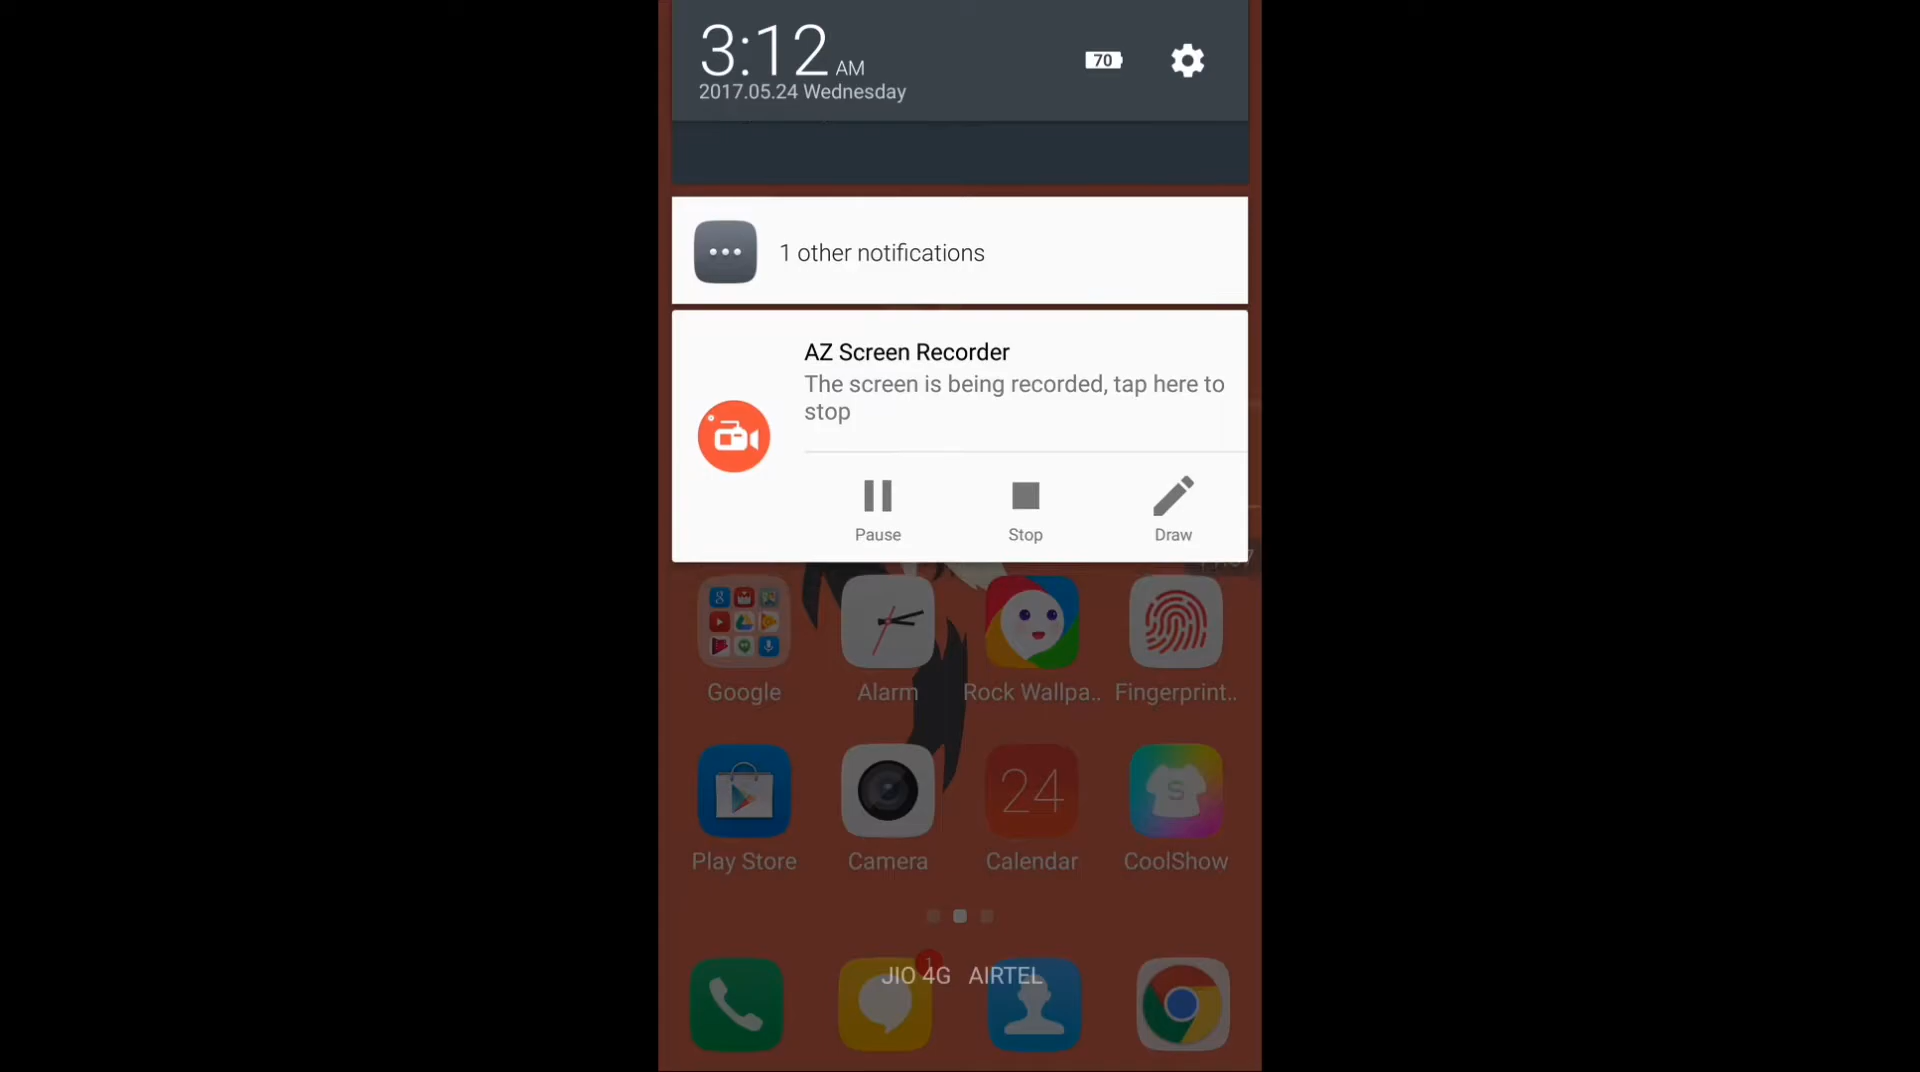 3:12 AM
70
2017.05.24 Wednesday
1 other notifications
AZ Screen Recorder
The screen is being recorded, tap here to
stop
Pause Stop Draw
Google Alarm Rock Wallpa.. Fingerprint..
24
S
Play Store Camera Calendar CoolShow
1
JIO 4G AIRTEL